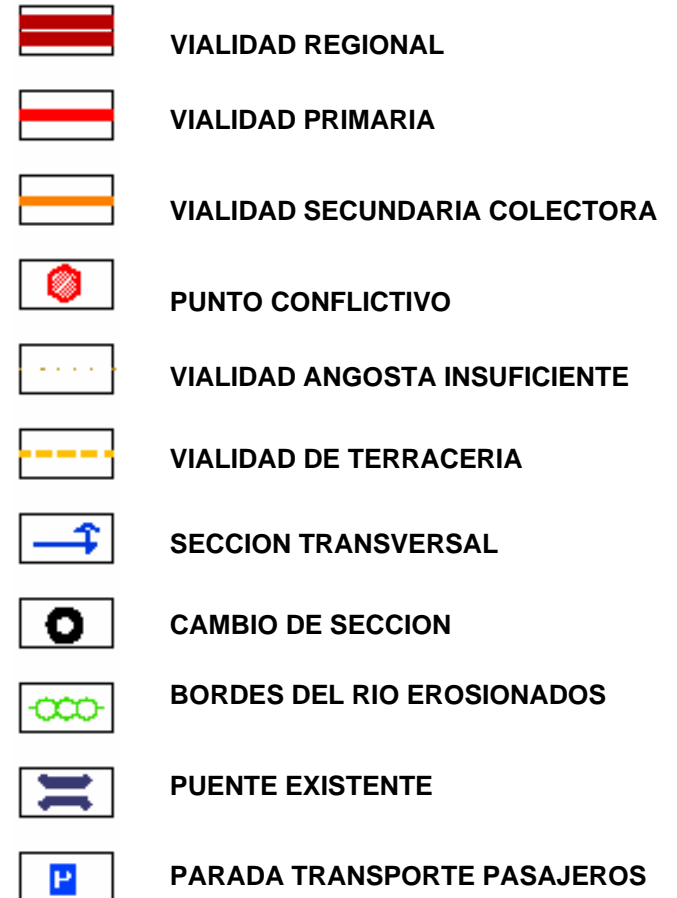 VIALIDAD REGIONAL
VIALIDAD PRIMARIA
VIALIDAD SECUNDARIA COLECTORA
PUNTO CONFLICTIVO
VIALIDAD ANGOSTA INSUFICIENTE
VIALIDAD DE TERRACERIA
SECCION TRANSVERSAL
CAMBIO DE SECCION
BORDES DEL RIO EROSIONADOS
PUENTE EXISTENTE
P PARADA TRANSPORTE PASAJEROS